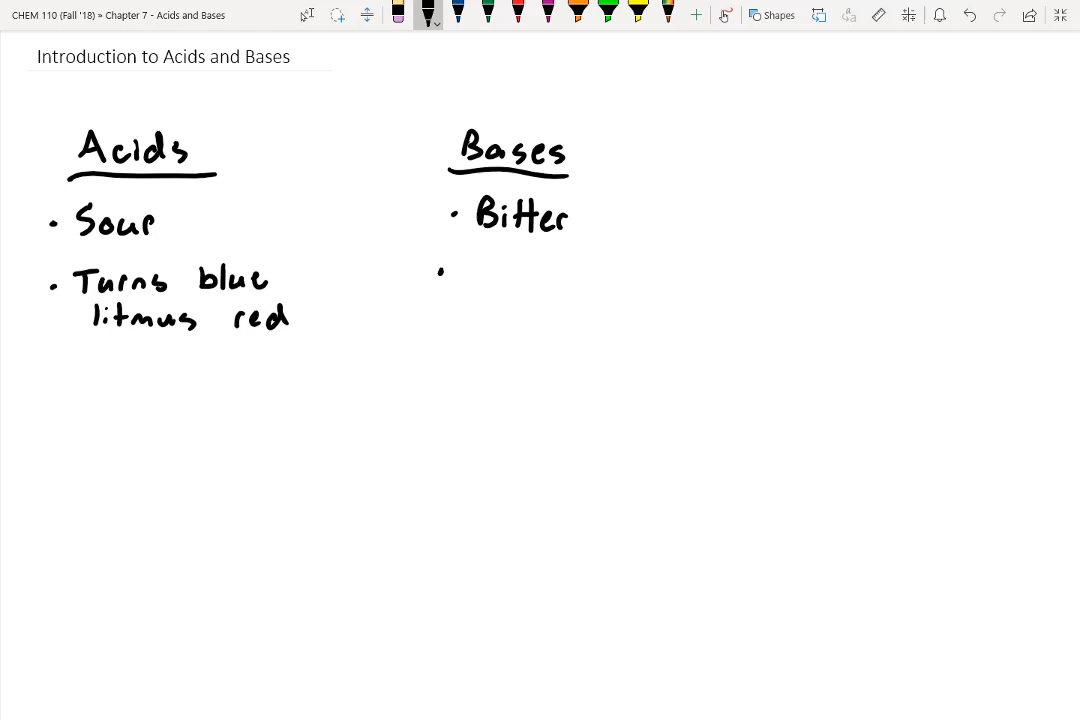 CHEM 110 (Fall '18) » Chapter 7 - Acids and Bases
Shapes
Introduction to Acids and Bases
Acids
Bases
· Sour
· Bitter
· Turns blue
litmus red
·